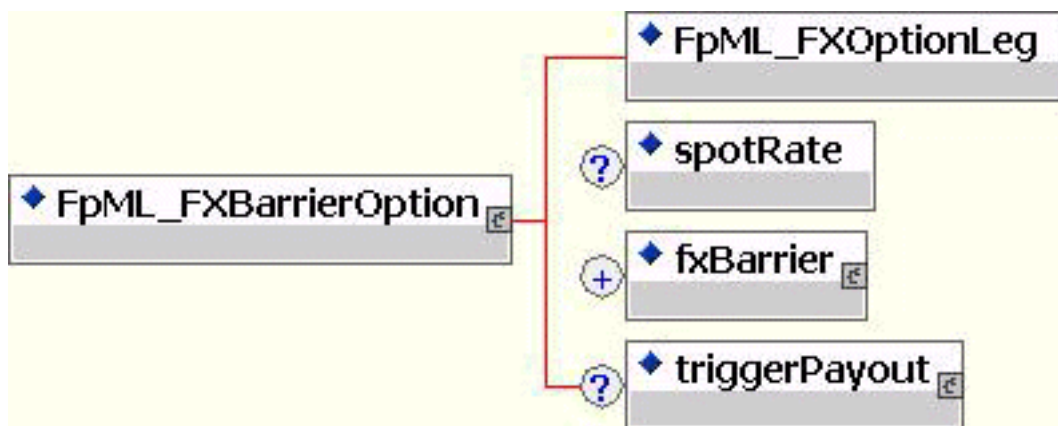 FpML_FXOptionLeg
? spotRate
FpML_FXBarrierOption
+ fxBarrier
? triggerPayout